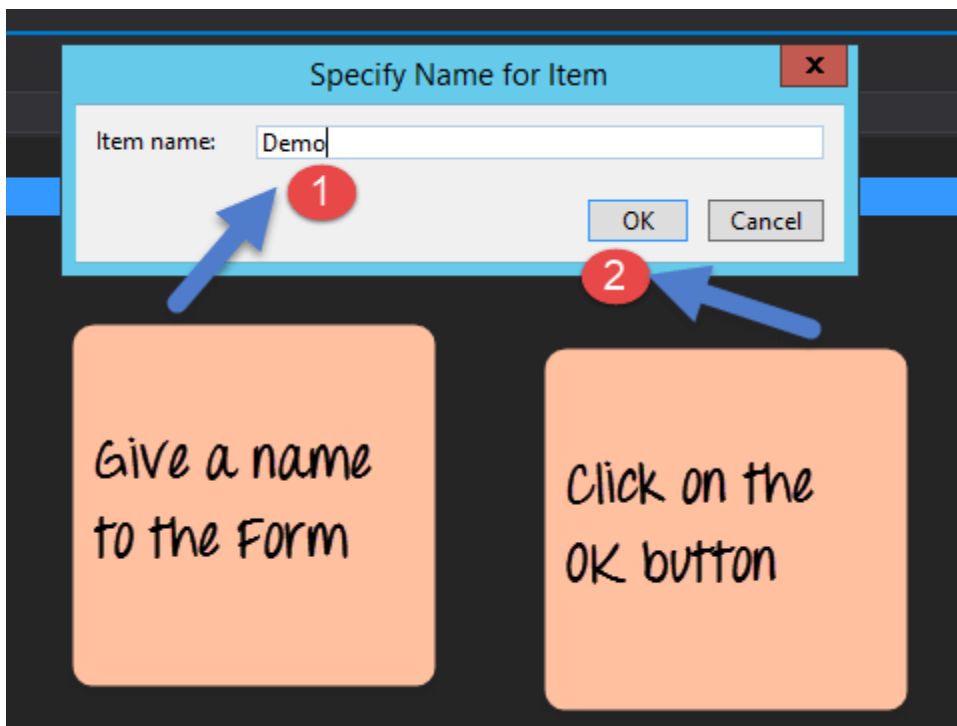 Specify Name for Item
x
Item name: Demo
1
OK Cancel
2
Give a name
to the Form
Click on the
OK button